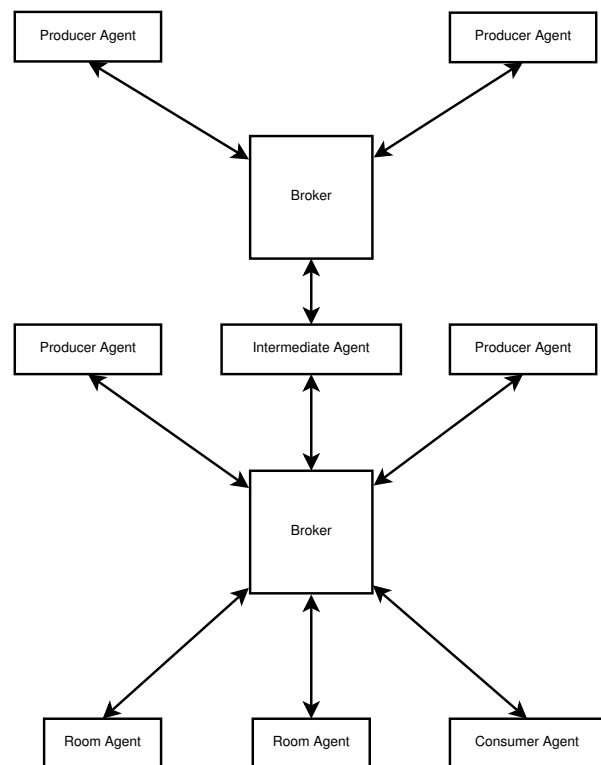 Producer Agent
Producer Agent
Broker
Producer Agent
Intermediate Agent
Producer Agent
Broker
Room Agent
Room Agent
Consumer Agent